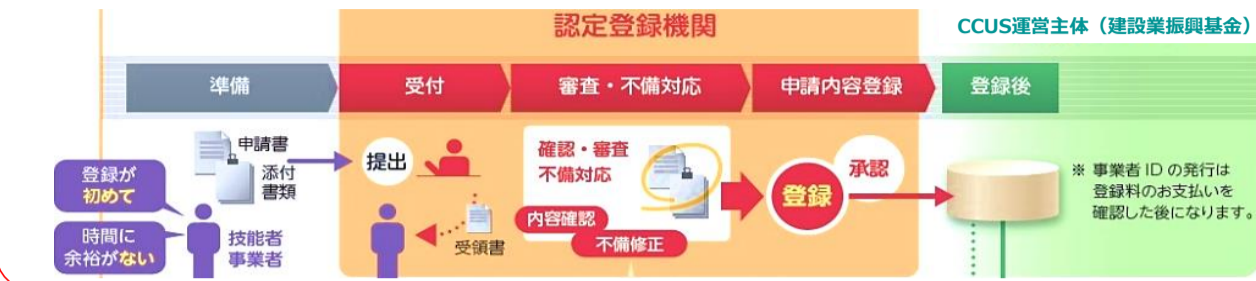 認定登録機関
CCUS運営主体（建設業振興基金）
準備
受付
審査・不備対応
申請内容登録
登録後
申請書
添付
書類
登録が
初めて
時間に
余裕がない
技能者
事業者
提出
受領書
確認・審査
不備対応
内容確認
不備修正
登録
承認
※ 事業者 ID の発行は
登録料のお支払いを
確認した後になります。